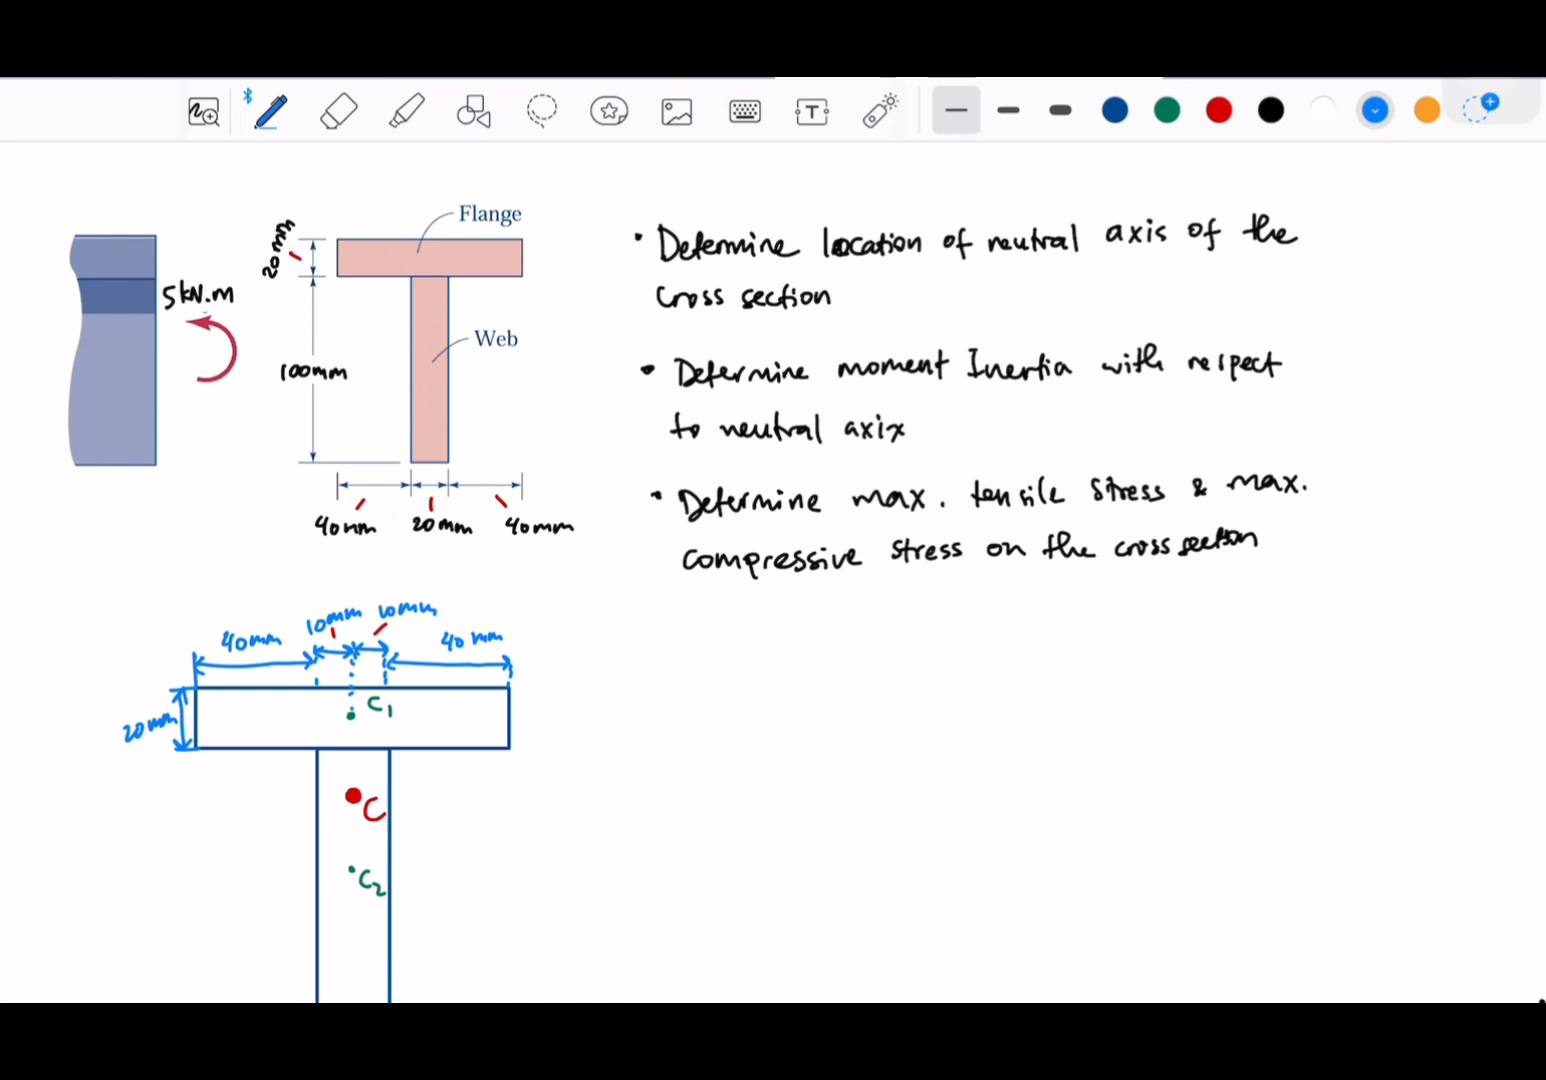 Flange
20mm
5kN.m
Web
100mm
40mm 20mm 40mm
• Determine location of neutral axis of the
cross section
• Determine moment Inertia with respect
to neutral axix
• Determine max. tensile stress & max.
compressive stress on the cross section
40mm 10mm 10mm 40mm
20mm
C1
C
C2
T